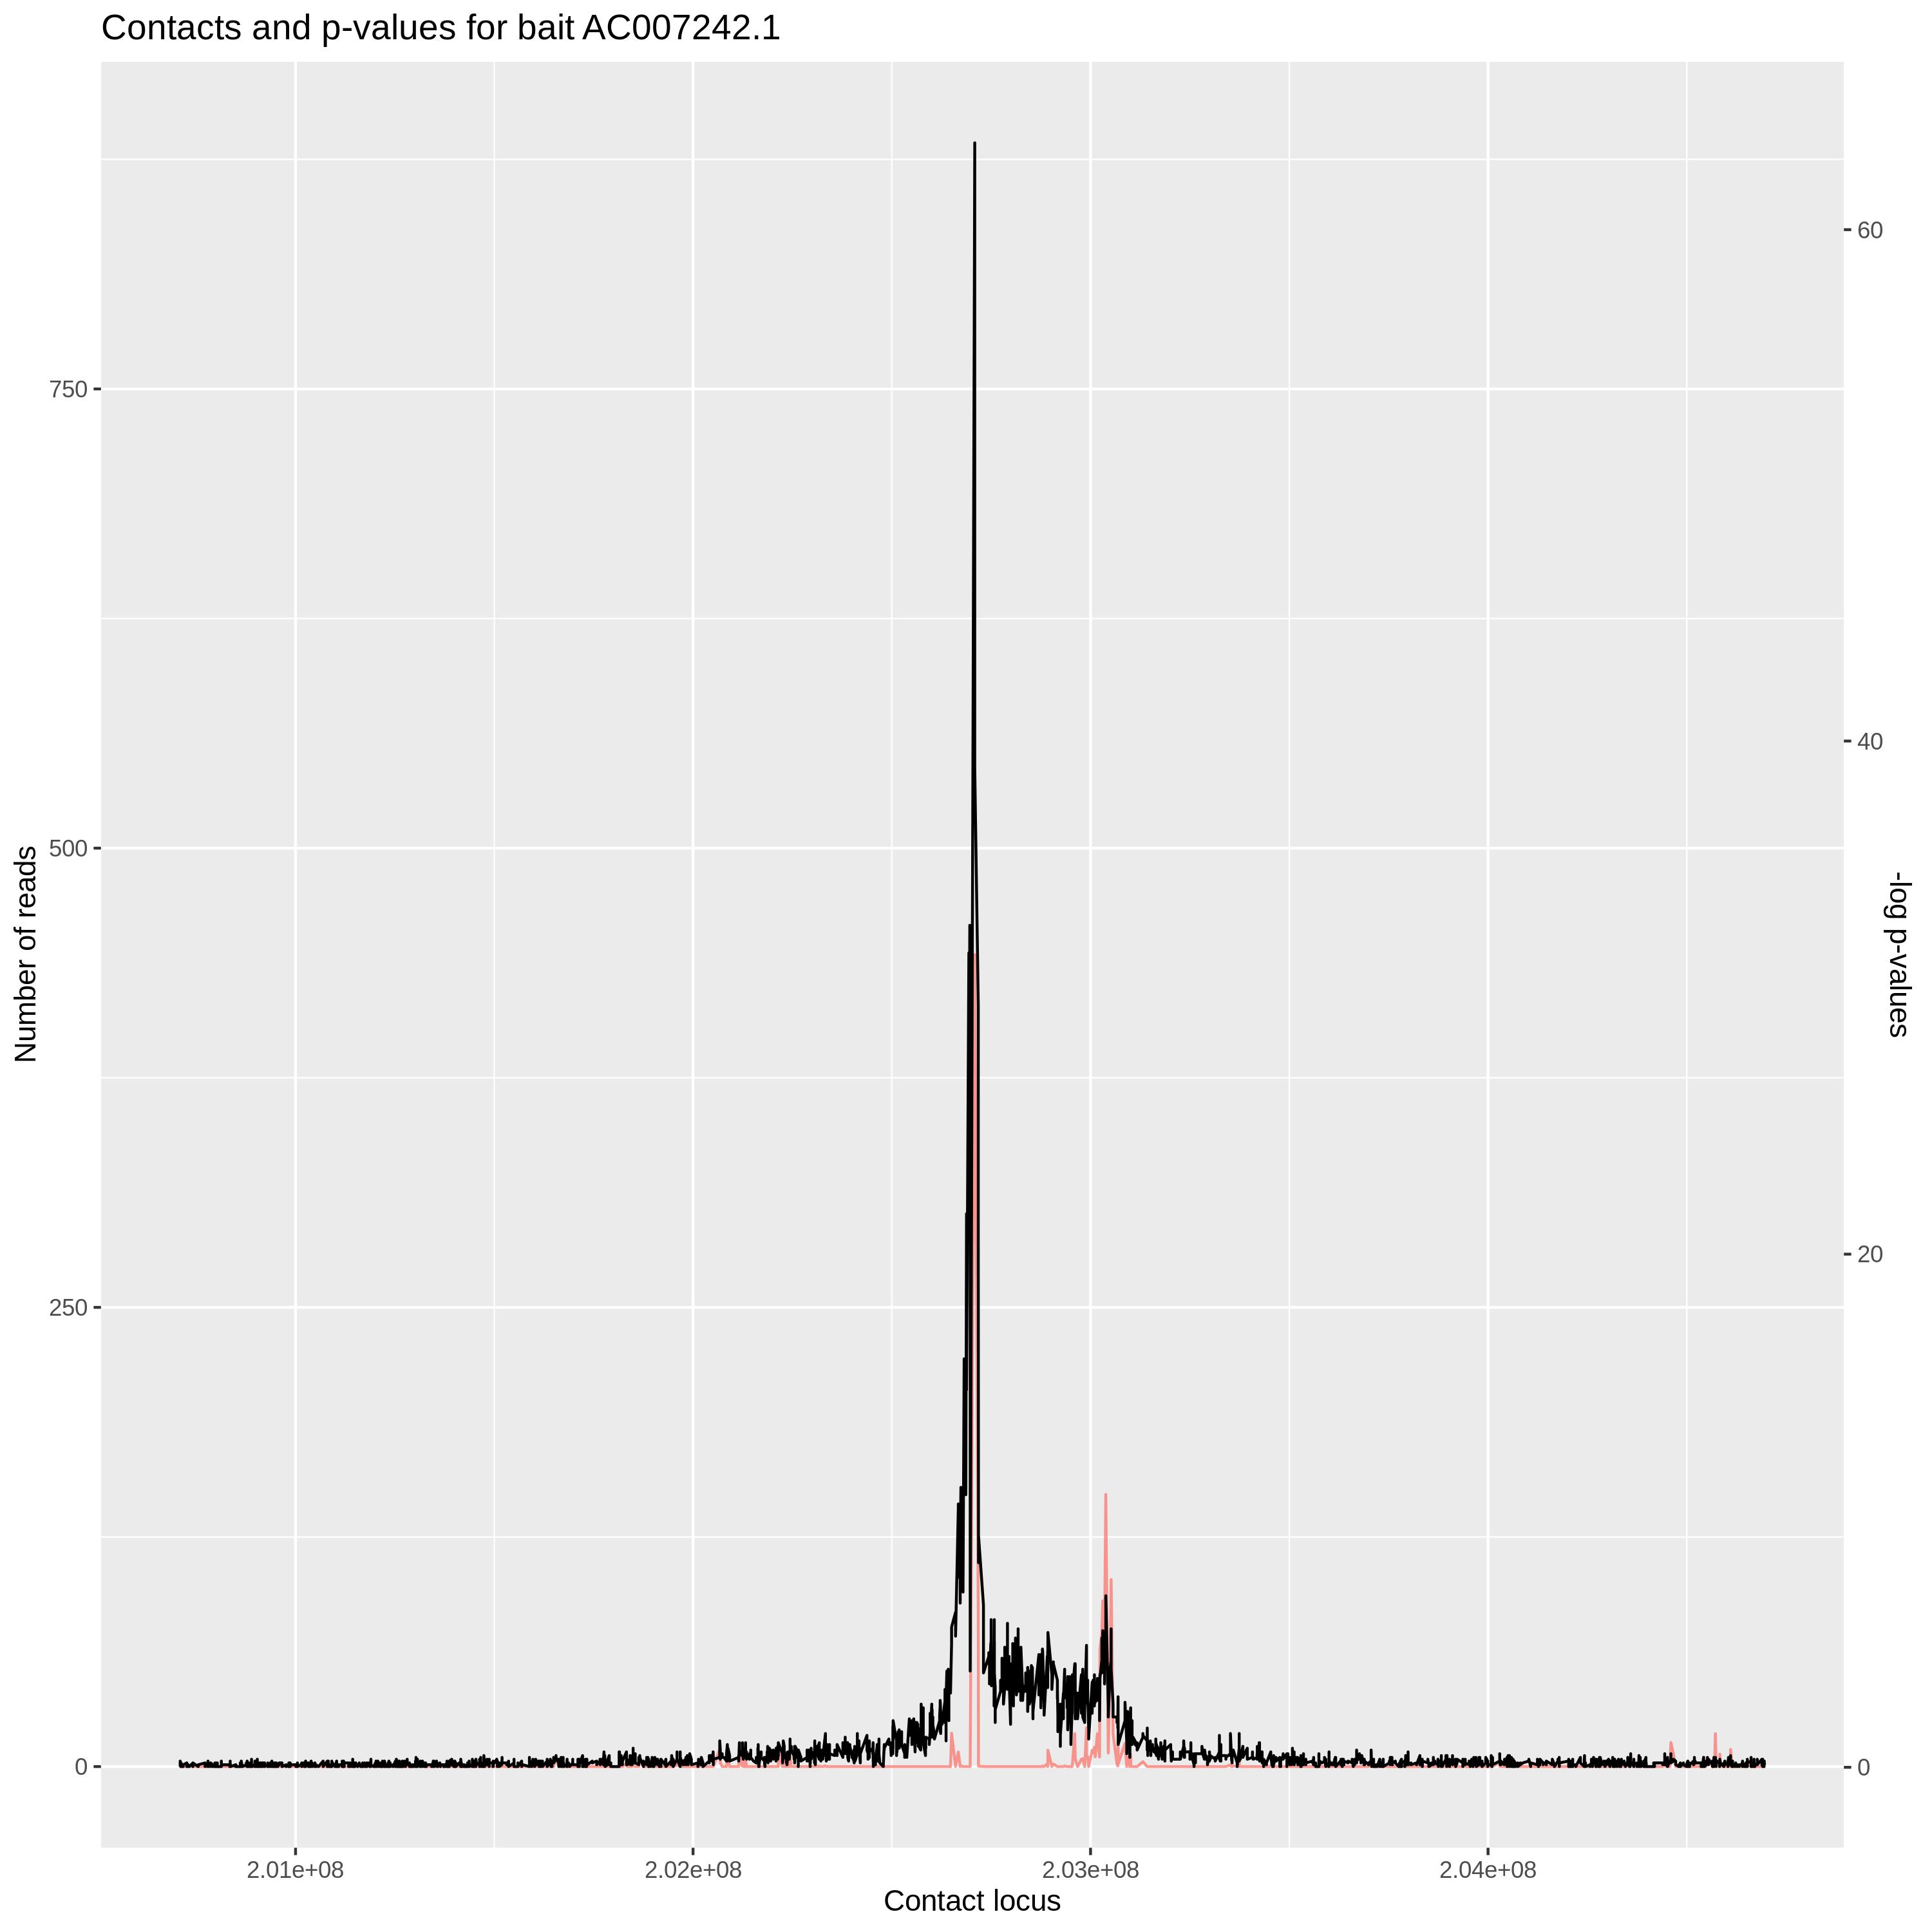 Contacts and p-values for bait AC007242.1
Number of reads
750
500
250
0
60
40
20
0
-log p-values
2.01e+08
2.02e+08
2.03e+08
2.04e+08
Contact locus